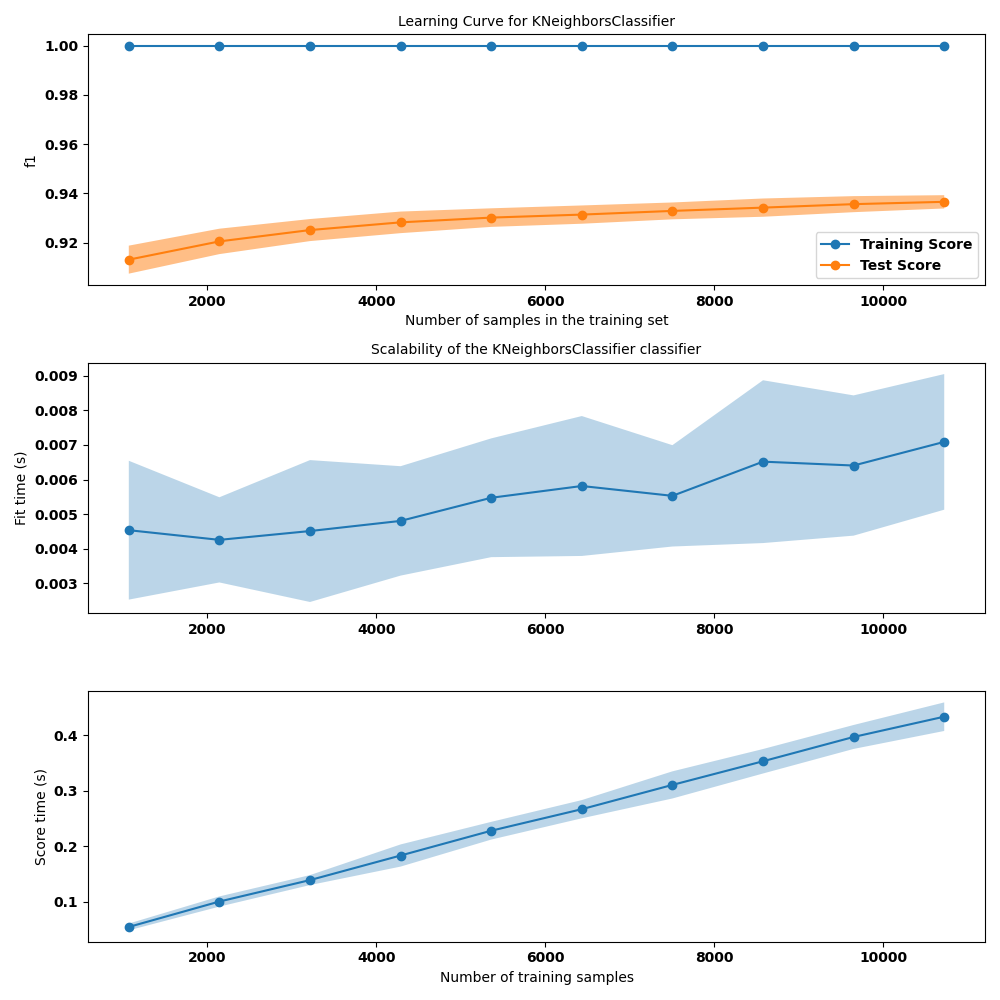 Learning Curve for KNeighborsClassifier
1.00
0.98
0.96
0.94
0.92
f1
Training Score
Test Score
2000 4000 6000 8000 10000
Number of samples in the training set
Scalability of the KNeighborsClassifier classifier
0.009
0.008
0.007
0.006
0.005
0.004
0.003
Fit time (s)
2000 4000 6000 8000 10000
0.4
0.3
0.2
0.1
Score time (s)
2000 4000 6000 8000 10000
Number of training samples